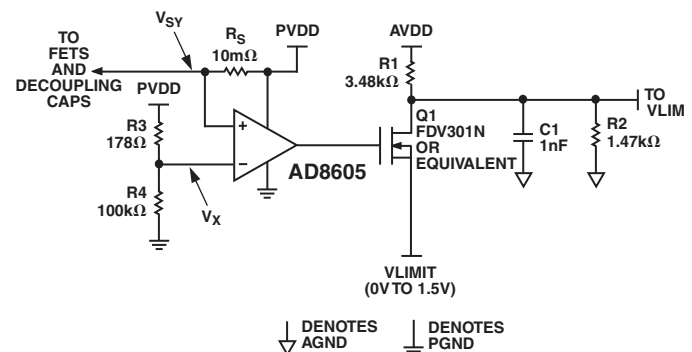 V_SY
TO
FETS
AND
DECOUPLING
CAPS
R_S
10mΩ
PVDD
PVDD
R3
178Ω
R4
100kΩ
V_X
+
−
AD8605
AVDD
R1
3.48kΩ
Q1
FDV301N
OR
EQUIVALENT
C1
1nF
R2
1.47kΩ
TO
VLIM
VLIMIT
(0V TO 1.5V)
DENOTES
AGND
DENOTES
PGND